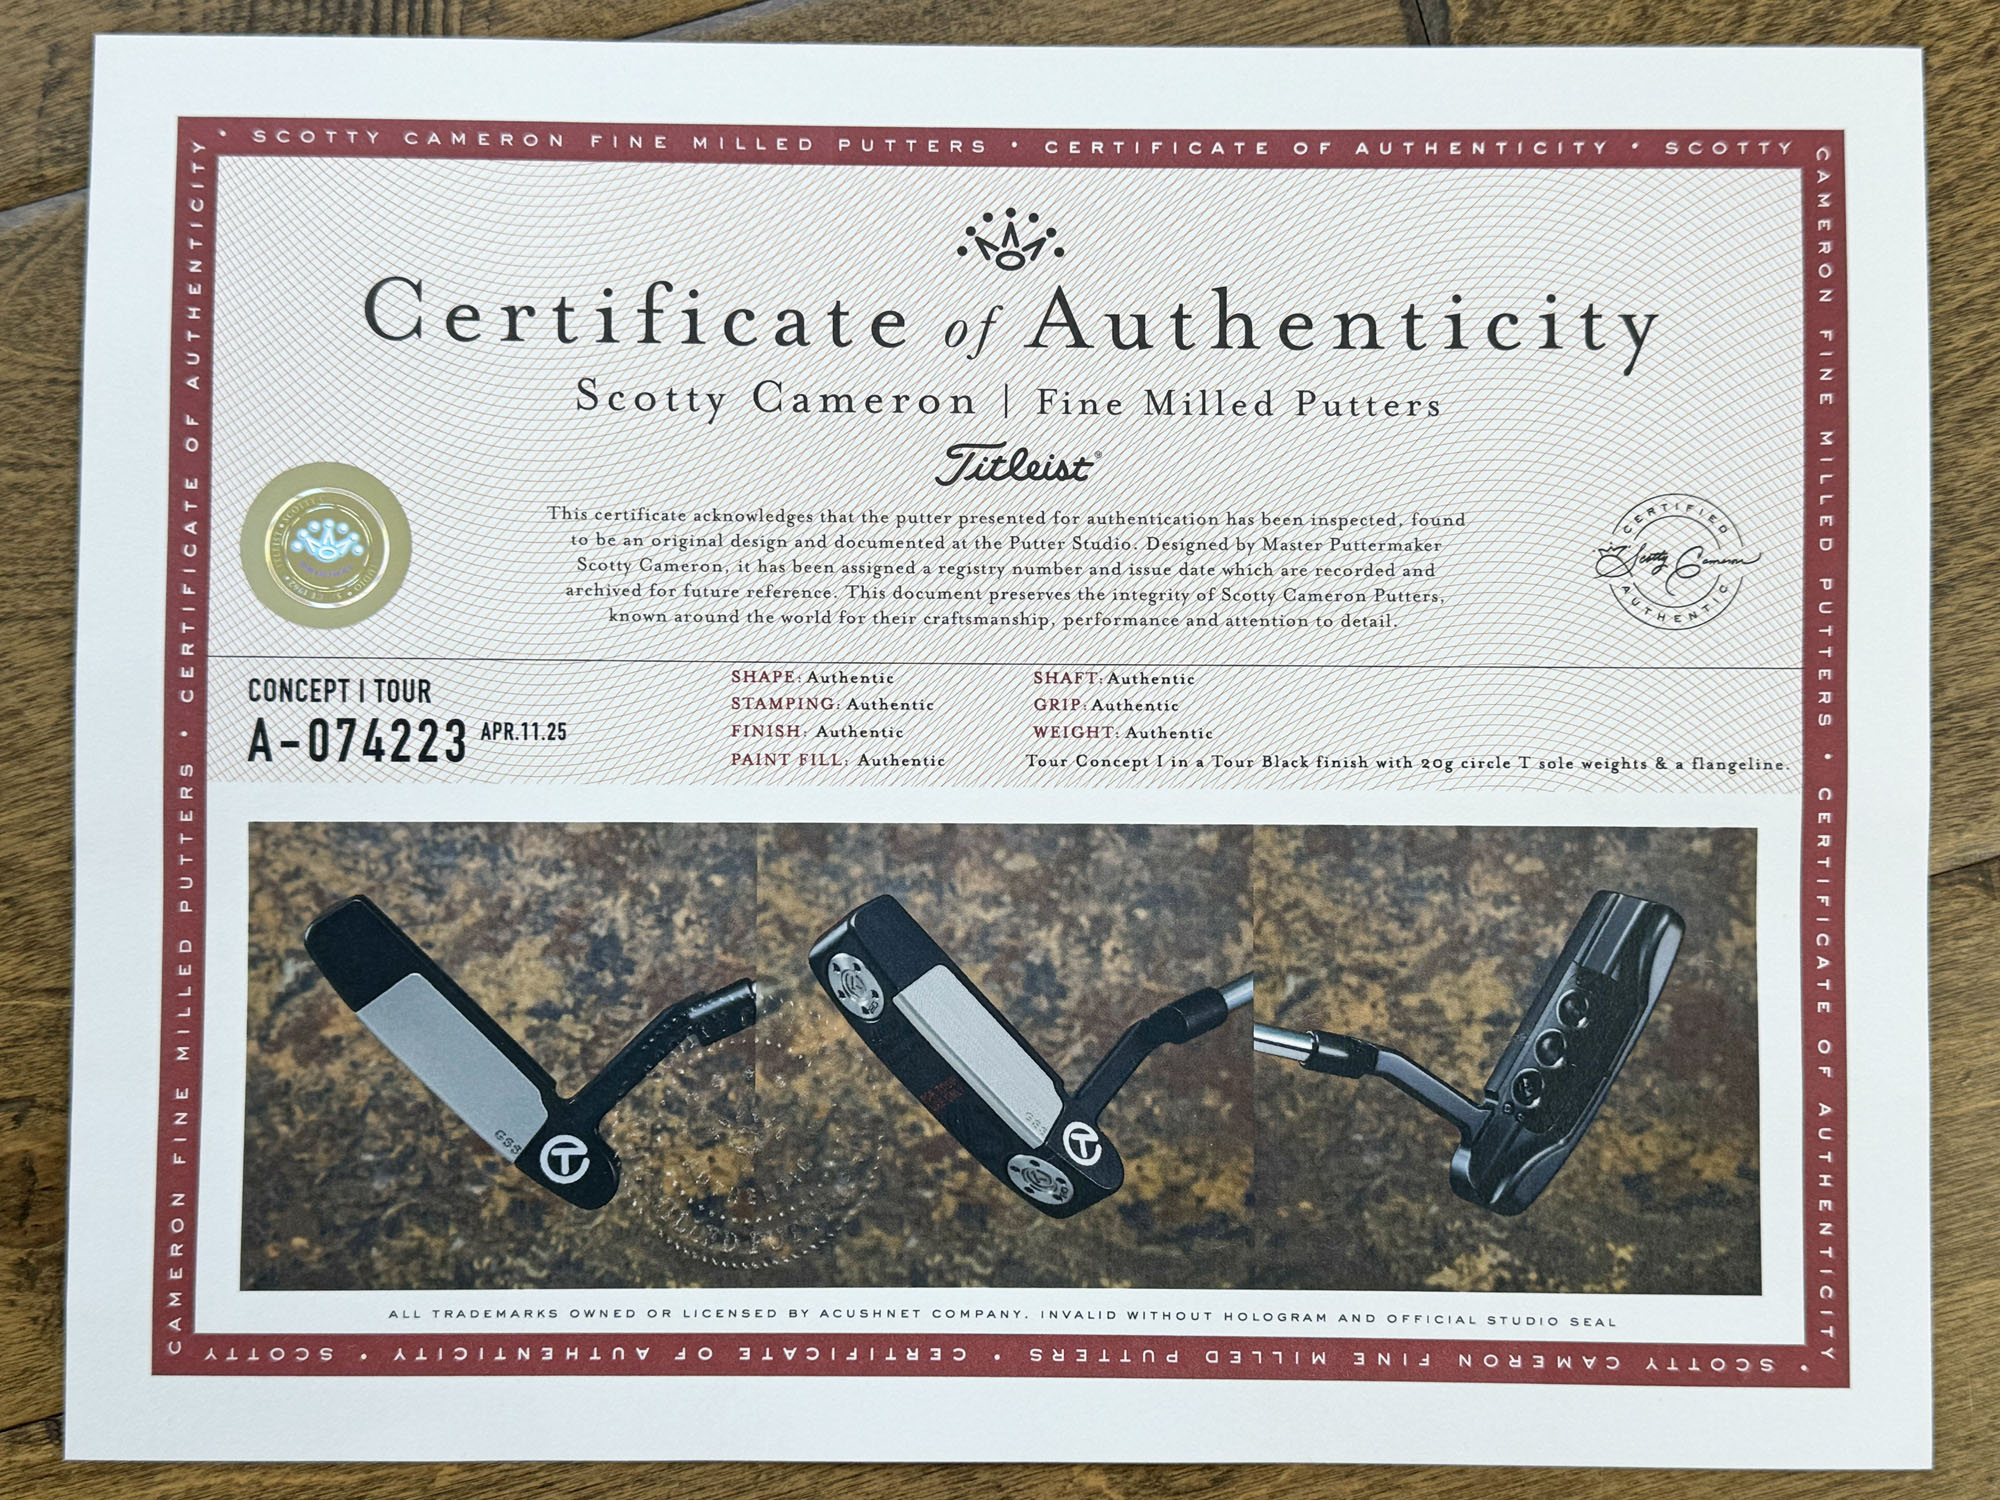 • SCOTTY CAMERON FINE MILLED PUTTERS • CERTIFICATE OF AUTHENTICITY • SCOTTY
CAMERON FINE MILLED PUTTERS • CERTIFICATE OF AUTHENTICITY
• SCOTTY CAMERON FINE MILLED PUTTERS • CERTIFICATE OF AUTHENTICITY • SCOTTY
CAMERON FINE MILLED PUTTERS • CERTIFICATE OF AUTHENTICITY
Certificate of Authenticity
Scotty Cameron | Fine Milled Putters
Titleist®
This certificate acknowledges that the putter presented for authentication has been inspected, found
to be an original design and documented at the Putter Studio. Designed by Master Puttermaker
Scotty Cameron, it has been assigned a registry number and issue date which are recorded and
archived for future reference. This document preserves the integrity of Scotty Cameron Putters,
known around the world for their craftsmanship, performance and attention to detail.
CERTIFIED
Scotty Cameron
AUTHENTIC
CONCEPT I TOUR
A-074223 APR.11.25
SHAPE: Authentic
STAMPING: Authentic
FINISH: Authentic
PAINT FILL: Authentic
SHAFT: Authentic
GRIP: Authentic
WEIGHT: Authentic
Tour Concept I in a Tour Black finish with 20g circle T sole weights & a flangeline.
GSS
T
GSS
T
ALL TRADEMARKS OWNED OR LICENSED BY ACUSHNET COMPANY. INVALID WITHOUT HOLOGRAM AND OFFICIAL STUDIO SEAL